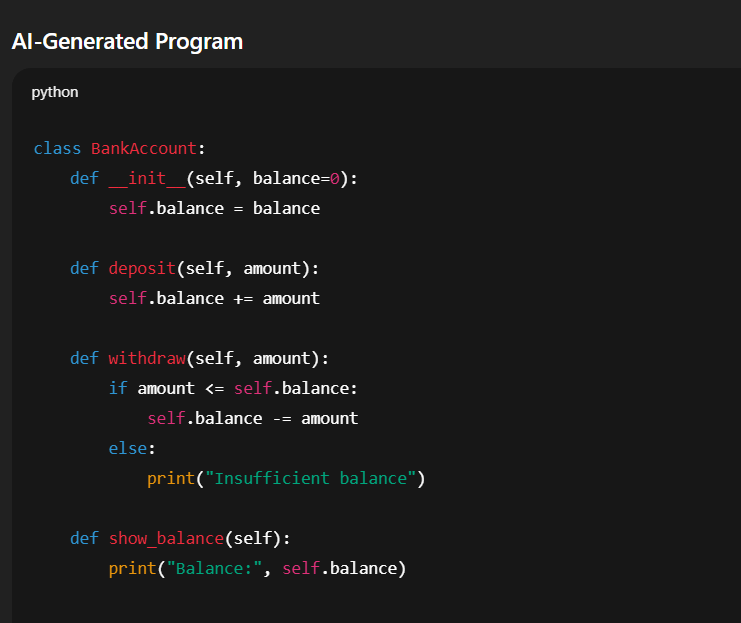 AI-Generated Program
python
class BankAccount:
    def __init__(self, balance=0):
        self.balance = balance
    def deposit(self, amount):
        self.balance += amount
    def withdraw(self, amount):
        if amount <= self.balance:
            self.balance -= amount
        else:
            print("Insufficient balance")
    def show_balance(self):
        print("Balance:", self.balance)